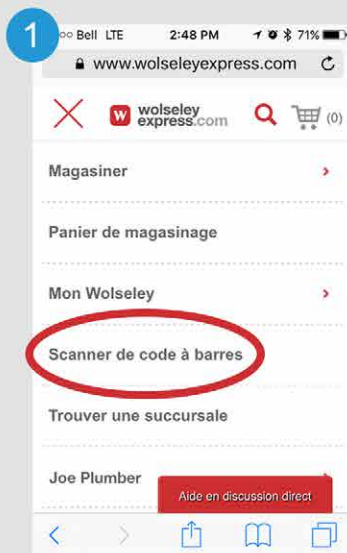 1
Bell LTE 2:48 PM 71%
www.wolseleyexpress.com
W wolseley
express.com (0)
Magasiner
Panier de magasinage
Mon Wolseley
Scanner de code à barres
Trouver une succursale
Joe Plumber
Aide en discussion direct